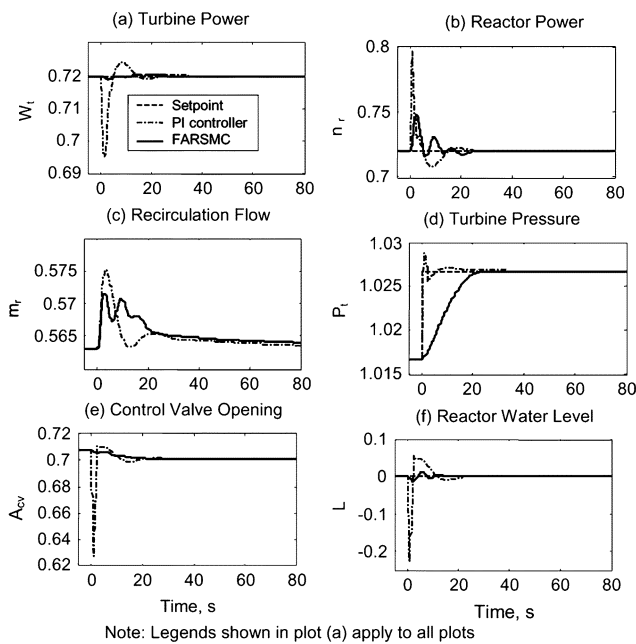 (a) Turbine Power
0.72
0.71
0.7
0.69
W_t
Setpoint
PI controller
FARSMC
0 20 40 60 80
(b) Reactor Power
0.8
0.75
0.7
n_r
0 20 40 60 80
(c) Recirculation Flow
0.575
0.57
0.565
m_r
0 20 40 60 80
(d) Turbine Pressure
1.03
1.025
1.02
1.015
P_t
0 20 40 60 80
(e) Control Valve Opening
0.72
0.7
0.68
0.66
0.64
0.62
A_cv
0 20 40 60 80
Time, s
(f) Reactor Water Level
0.1
0
-0.1
-0.2
L
0 20 40 60 80
Time, s
Note: Legends shown in plot (a) apply to all plots